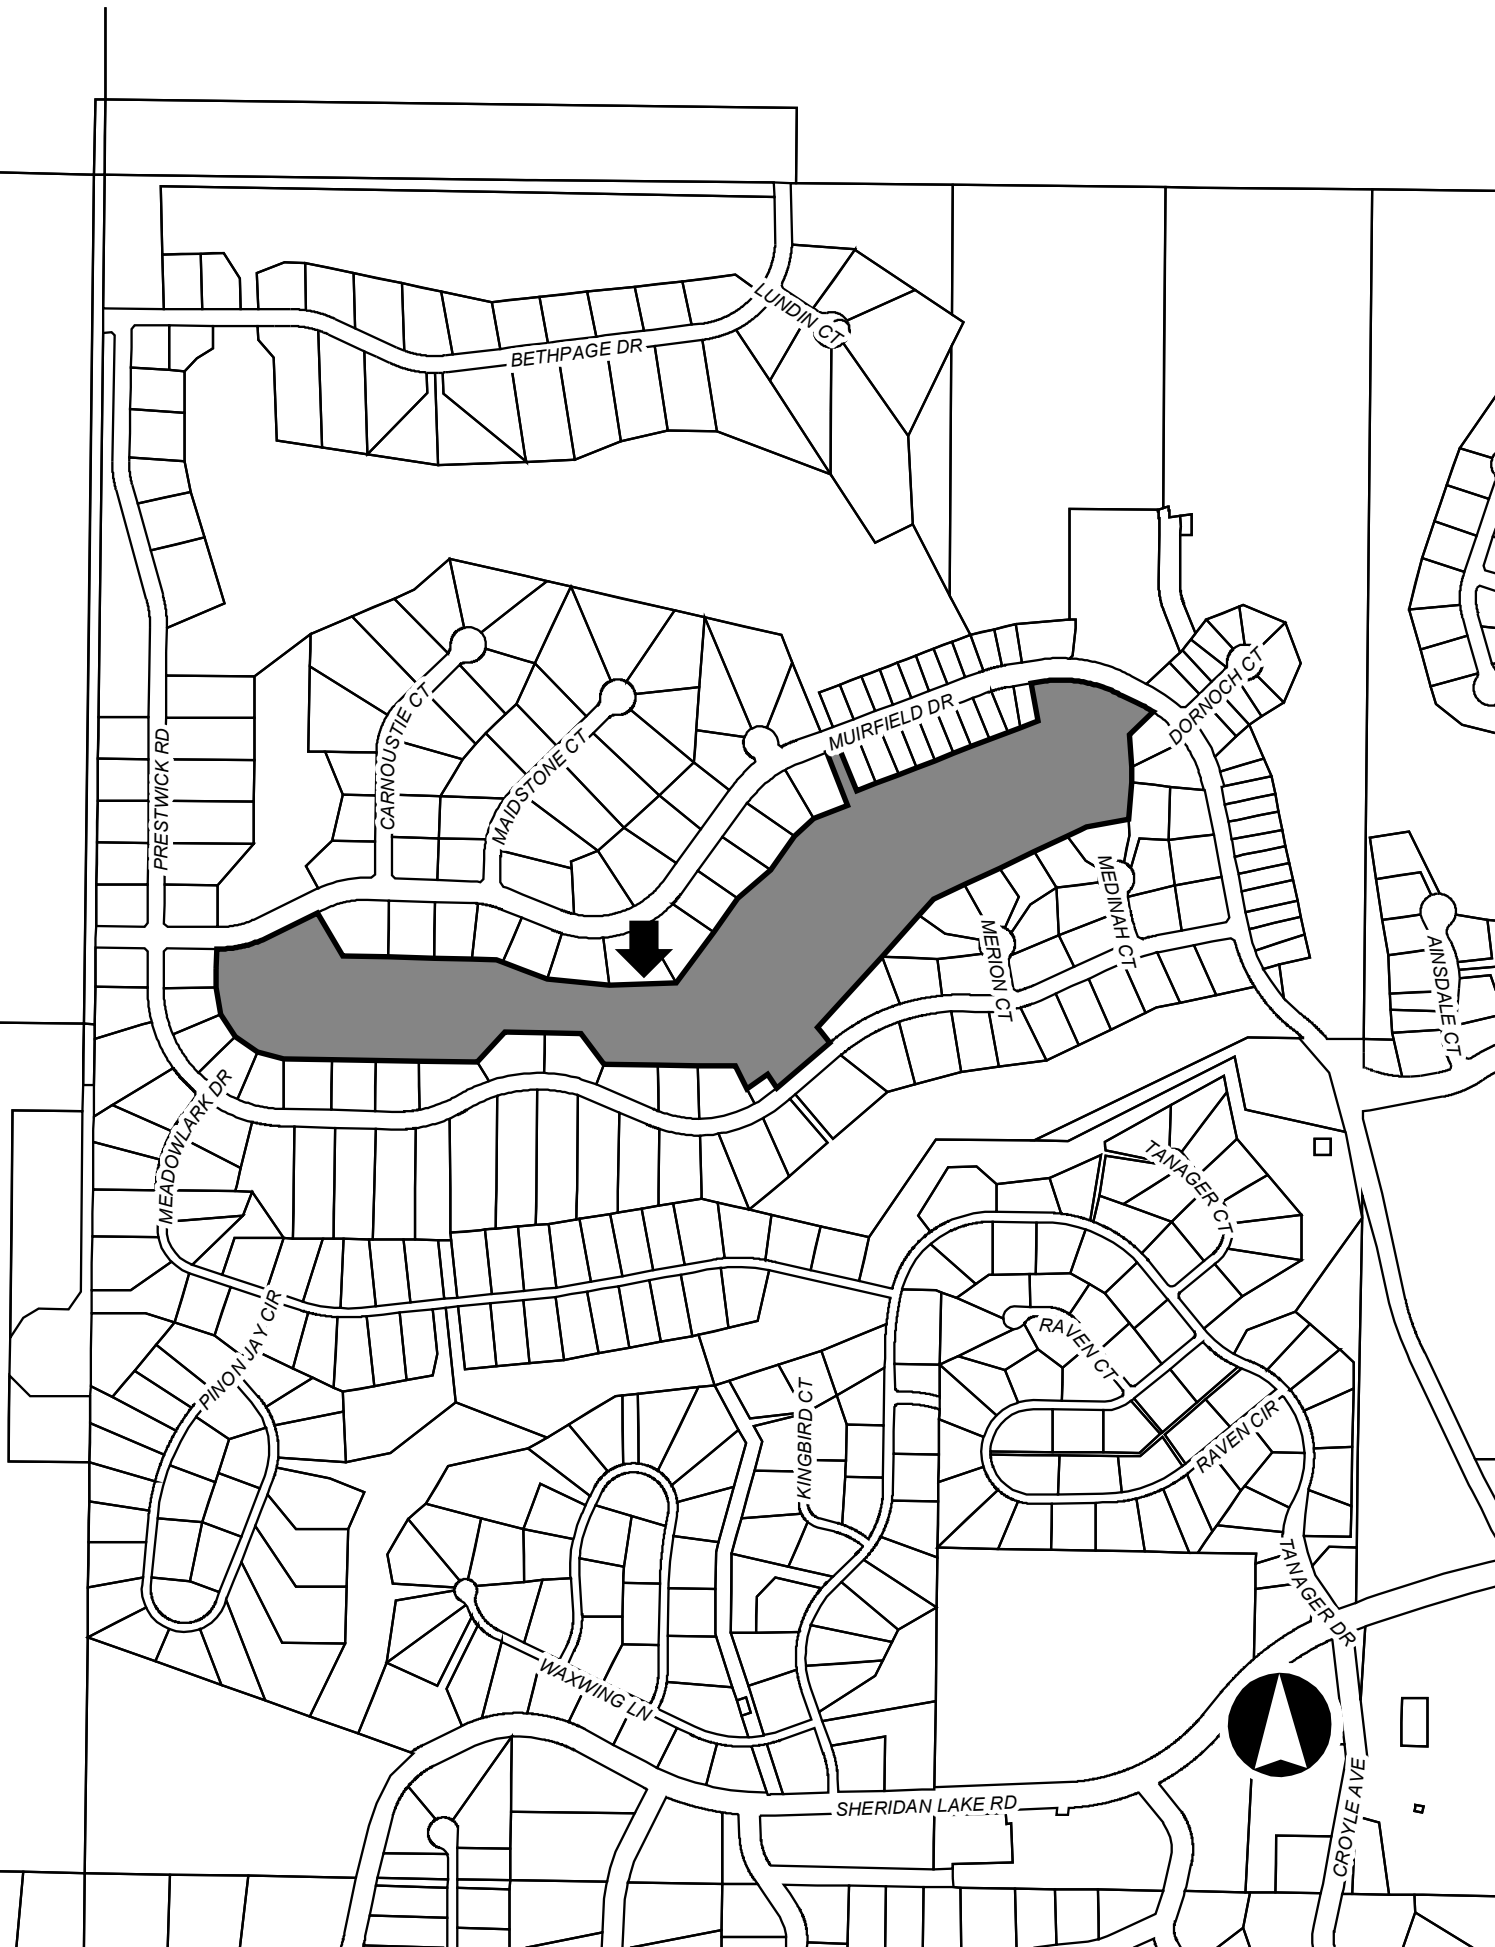 LUNDIN CT
BETHPAGE DR
DORNOCH CT
CARNOUSTIE CT
MUIRFIELD DR
PRESTWICK RD
MAIDSTONE CT
MEDINAH CT
MERION CT
AINSDALE CT
MEADOWLARK DR
TANAGER CT
PINON JAY CIR
RAVEN CT
KINGBIRD CT
RAVEN CIR
TANAGER DR
WAXWING LN
SHERIDAN LAKE RD
CROYLE AVE